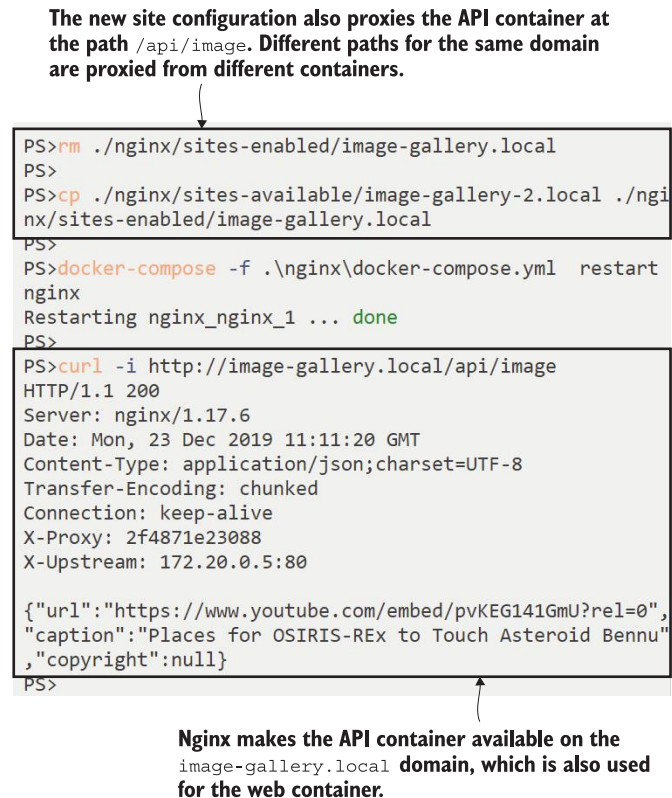 The new site configuration also proxies the API container at
the path /api/image. Different paths for the same domain
are proxied from different containers.
PS>rm ./nginx/sites-enabled/image-gallery.local
PS>
PS>cp ./nginx/sites-available/image-gallery-2.local ./ngi
nx/sites-enabled/image-gallery.local
PS>
PS>docker-compose -f .\nginx\docker-compose.yml  restart
nginx
Restarting nginx_nginx_1 ... done
PS>
PS>curl -i http://image-gallery.local/api/image
HTTP/1.1 200
Server: nginx/1.17.6
Date: Mon, 23 Dec 2019 11:11:20 GMT
Content-Type: application/json;charset=UTF-8
Transfer-Encoding: chunked
Connection: keep-alive
X-Proxy: 2f4871e23088
X-Upstream: 172.20.0.5:80
{"url":"https://www.youtube.com/embed/pvKEG141GmU?rel=0",
"caption":"Places for OSIRIS-REx to Touch Asteroid Bennu"
,"copyright":null}
PS>
Nginx makes the API container available on the
image-gallery.local domain, which is also used
for the web container.